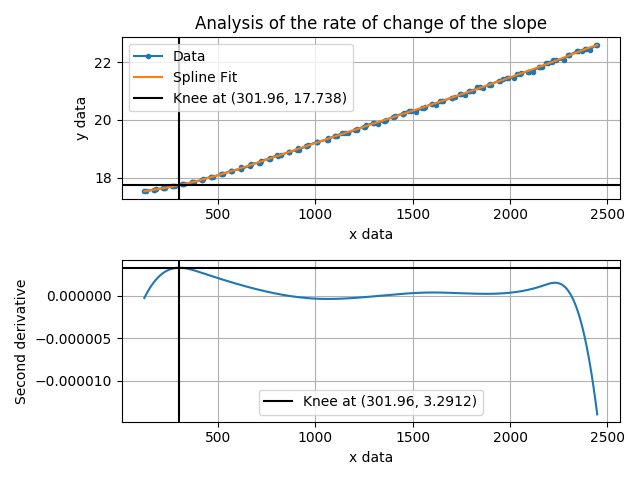 Analysis of the rate of change of the slope
Data
Spline Fit
Knee at (301.96, 17.738)
22
20
18
y data
500 1000 1500 2000 2500
x data
0.000000
−0.000005
−0.000010
Second derivative
Knee at (301.96, 3.2912)
500 1000 1500 2000 2500
x data